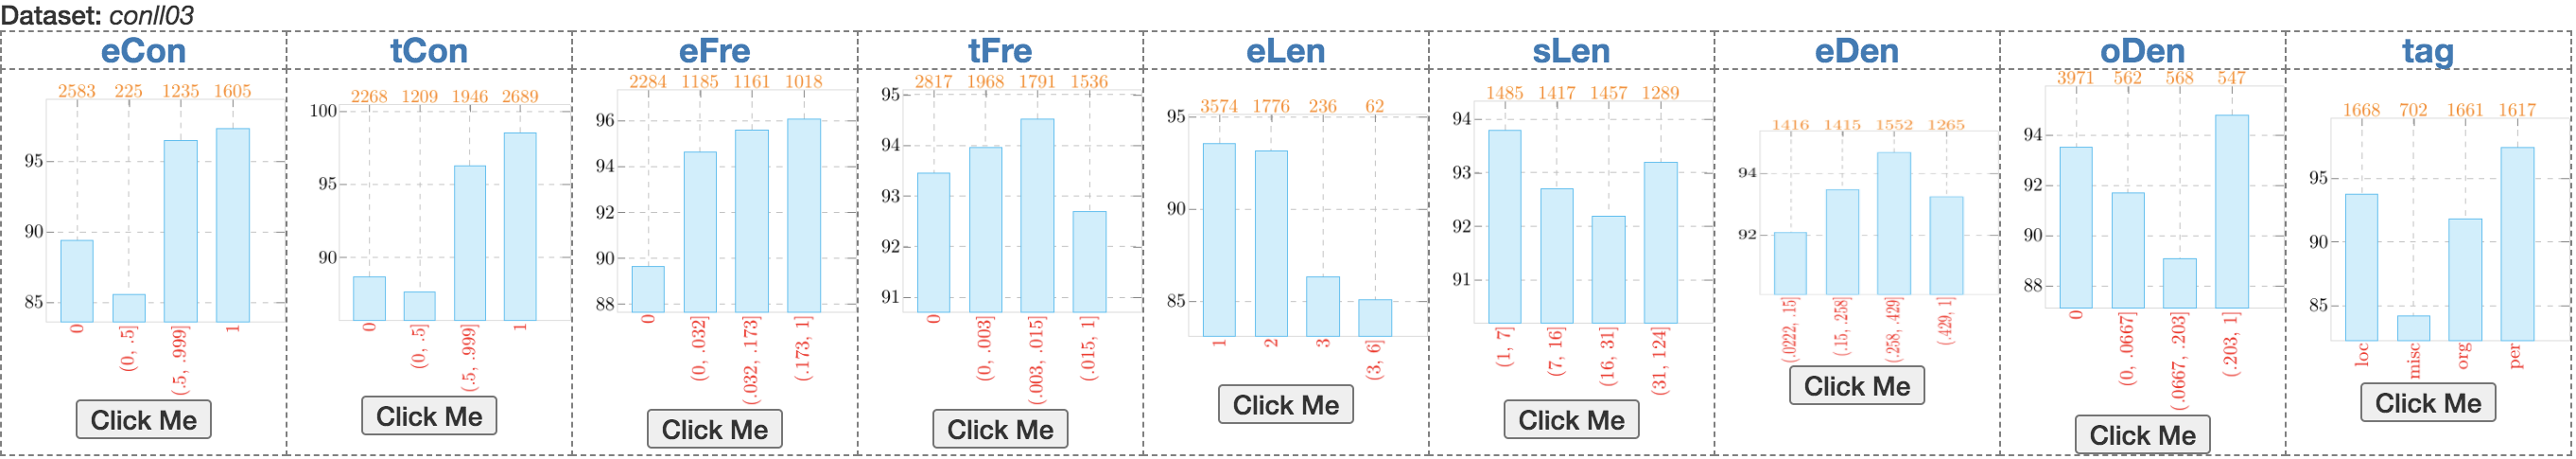 Dataset: conll03
eCon tCon eFre tFre eLen sLen eDen oDen tag
2583 225 1235 1605
95
90
85
0 (0, .5] (.5, .999] 1
Click Me
2268 1209 1946 2689
100
95
90
0 (0, .5] (.5, .999] 1
Click Me
2284 1185 1161 1018
96
94
92
90
88
0 (0, .032] (.032, .173] (.173, 1]
Click Me
2817 1968 1791 1536
95
94
93
92
91
0 (0, .003] (.003, .015] (.015, 1]
Click Me
3574 1776 236 62
95
90
85
1 2 3 (3, 6]
Click Me
1485 1417 1457 1289
94
93
92
91
(1, 7] (7, 16] (16, 31] (31, 124]
Click Me
1416 1415 1552 1265
94
92
(.0222, .15] (.15, .258] (.258, .429] (.429, 1]
Click Me
3971 562 568 547
94
92
90
88
0 (0, .0667] (.0667, .203] (.203, 1]
Click Me
1668 702 1661 1617
95
90
85
loc misc org per
Click Me